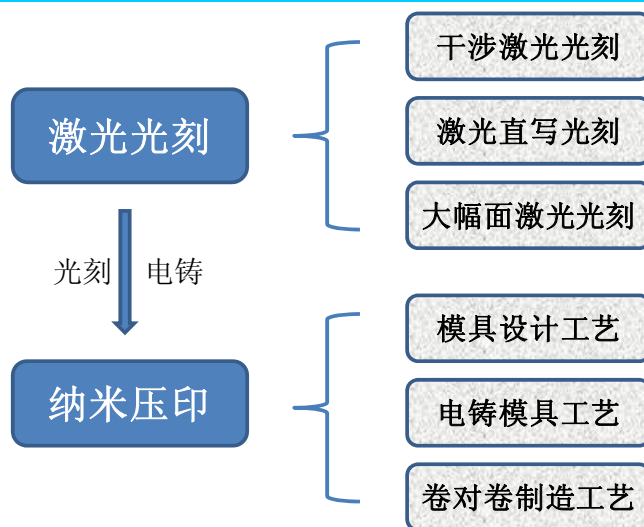 干涉激光光刻
激光光刻
激光直写光刻
大幅面激光光刻
光刻 电铸
模具设计工艺
纳米压印
电铸模具工艺
卷对卷制造工艺